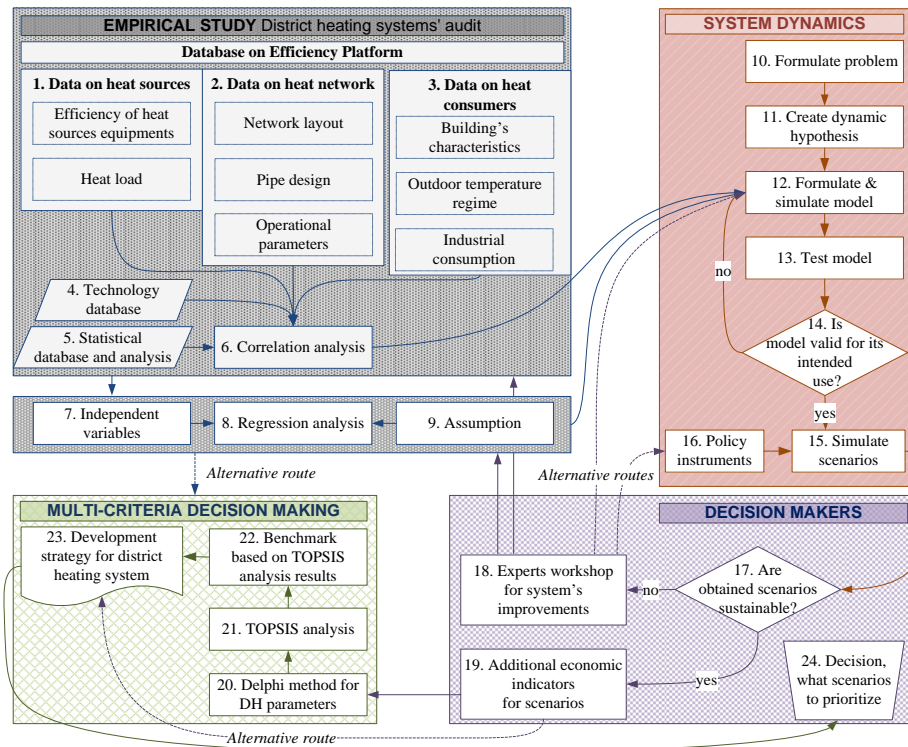 EMPIRICAL STUDY District heating systems' audit
Database on Efficiency Platform
1. Data on heat sources
Efficiency of heat
sources equipments
Heat load
2. Data on heat network
Network layout
Pipe design
Operational
parameters
3. Data on heat
consumers
Building's
characteristics
Outdoor temperature
regime
Industrial
consumption
4. Technology
database
5. Statistical
database and analysis
6. Correlation analysis
7. Independent
variables
8. Regression analysis
9. Assumption
Alternative route
SYSTEM DYNAMICS
10. Formulate problem
11. Create dynamic
hypothesis
12. Formulate &
simulate model
13. Test model
no
14. Is
model valid for its
intended
use?
yes
16. Policy
instruments
15. Simulate
scenarios
Alternative routes
MULTI-CRITERIA DECISION MAKING
23. Development
strategy for district
heating system
22. Benchmark
based on TOPSIS
analysis results
21. TOPSIS analysis
20. Delphi method for
DH parameters
Alternative route
DECISION MAKERS
18. Experts workshop
for system's
improvements
no
17. Are
obtained scenarios
sustainable?
yes
19. Additional economic
indicators
for scenarios
24. Decision,
what scenarios
to prioritize